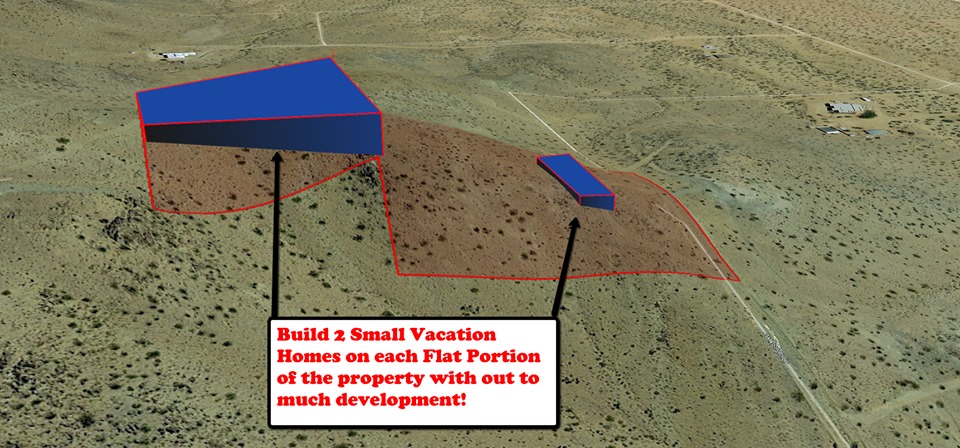 Build 2 Small Vacation
Homes on each Flat Portion
of the property with out to
much development!